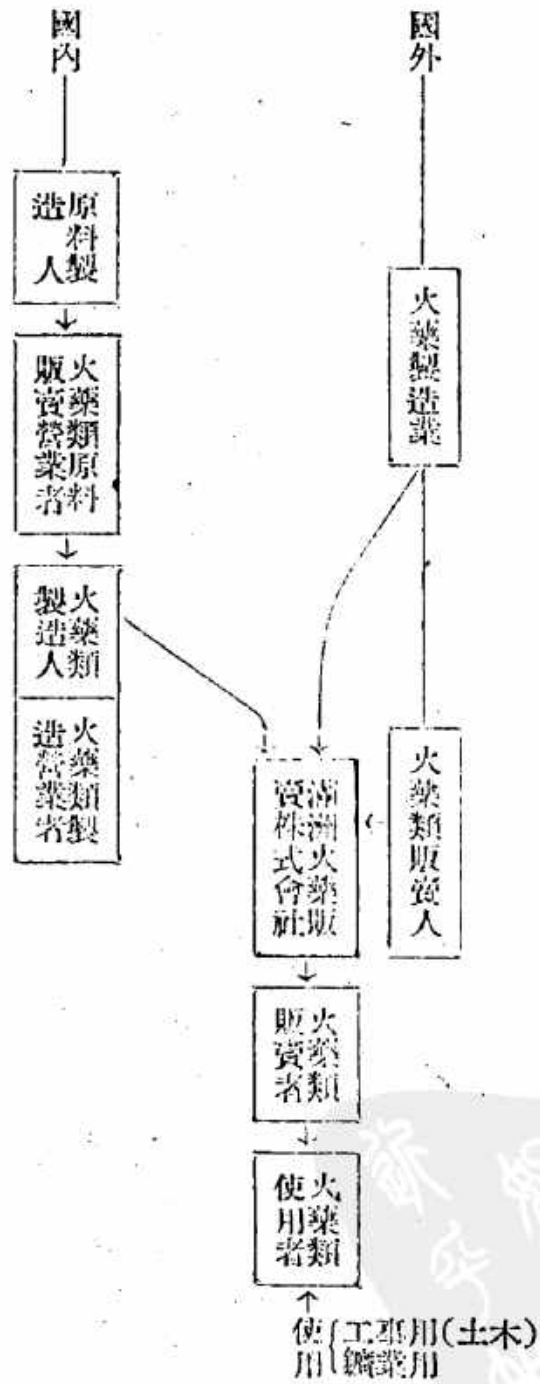 國外
火藥製造業
火藥類販賣人
滿洲火藥販
賣株式會社
火藥類
販賣者
火藥類
使用者
使用
工事用(土木)
鑛業用
國內
原料製
造人
火藥類原料
販賣營業者
火藥類
製造人
火藥類製
造營業者